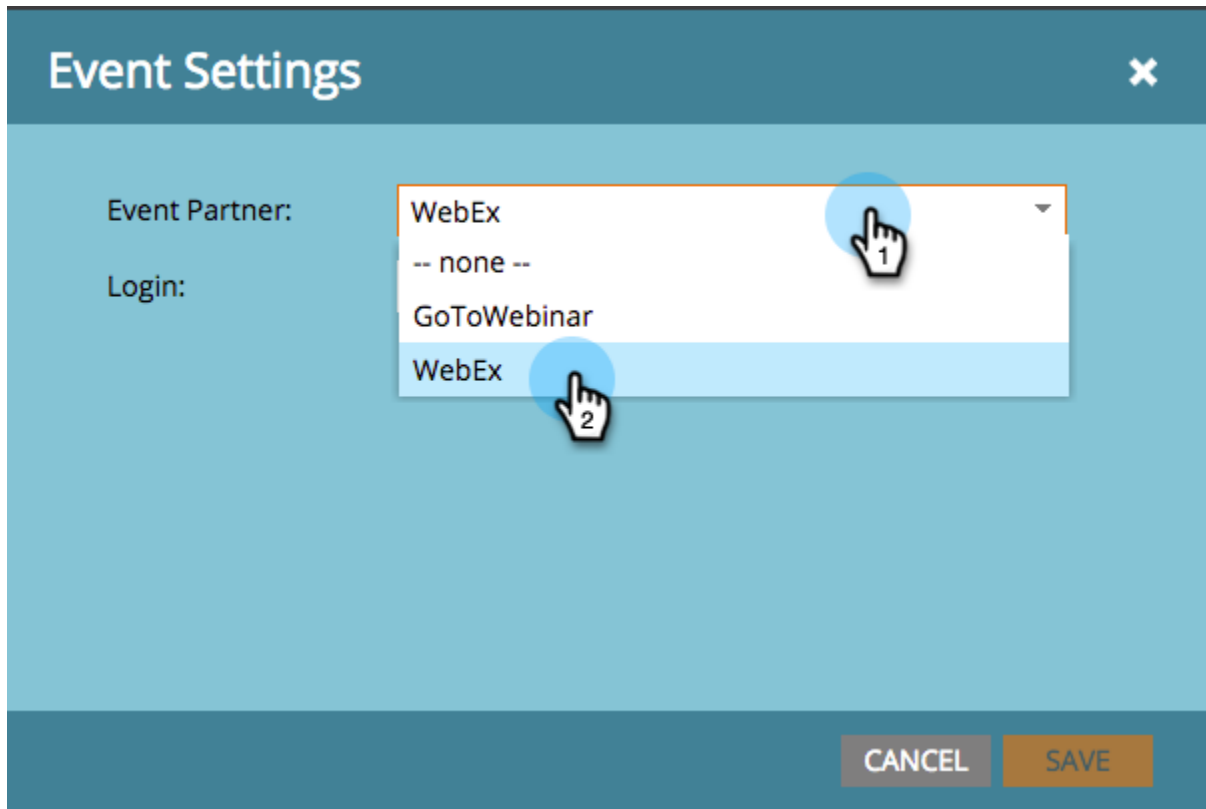 Event Settings
Event Partner:
WebEx
1
-- none --
Login:
GoToWebinar
WebEx
2
CANCEL
SAVE